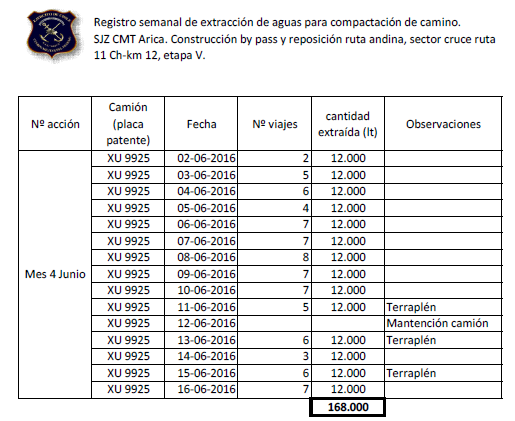 Registro semanal de extracción de aguas para compactación de camino.
SJZ CMT Arica. Construcción by pass y reposición ruta andina, sector cruce ruta
11 Ch-km 12, etapa V.
Nº acción Camión (placa patente) Fecha Nº viajes cantidad extraída (lt) Observaciones
XU 9925 02-06-2016 2 12.000
XU 9925 03-06-2016 5 12.000
XU 9925 04-06-2016 6 12.000
XU 9925 05-06-2016 4 12.000
XU 9925 06-06-2016 7 12.000
XU 9925 07-06-2016 7 12.000
XU 9925 08-06-2016 8 12.000
Mes 4 Junio XU 9925 09-06-2016 7 12.000
XU 9925 10-06-2016 7 12.000
XU 9925 11-06-2016 5 12.000 Terraplén
XU 9925 12-06-2016 Mantención camión
XU 9925 13-06-2016 6 12.000 Terraplén
XU 9925 14-06-2016 3 12.000
XU 9925 15-06-2016 6 12.000 Terraplén
XU 9925 16-06-2016 7 12.000
168.000